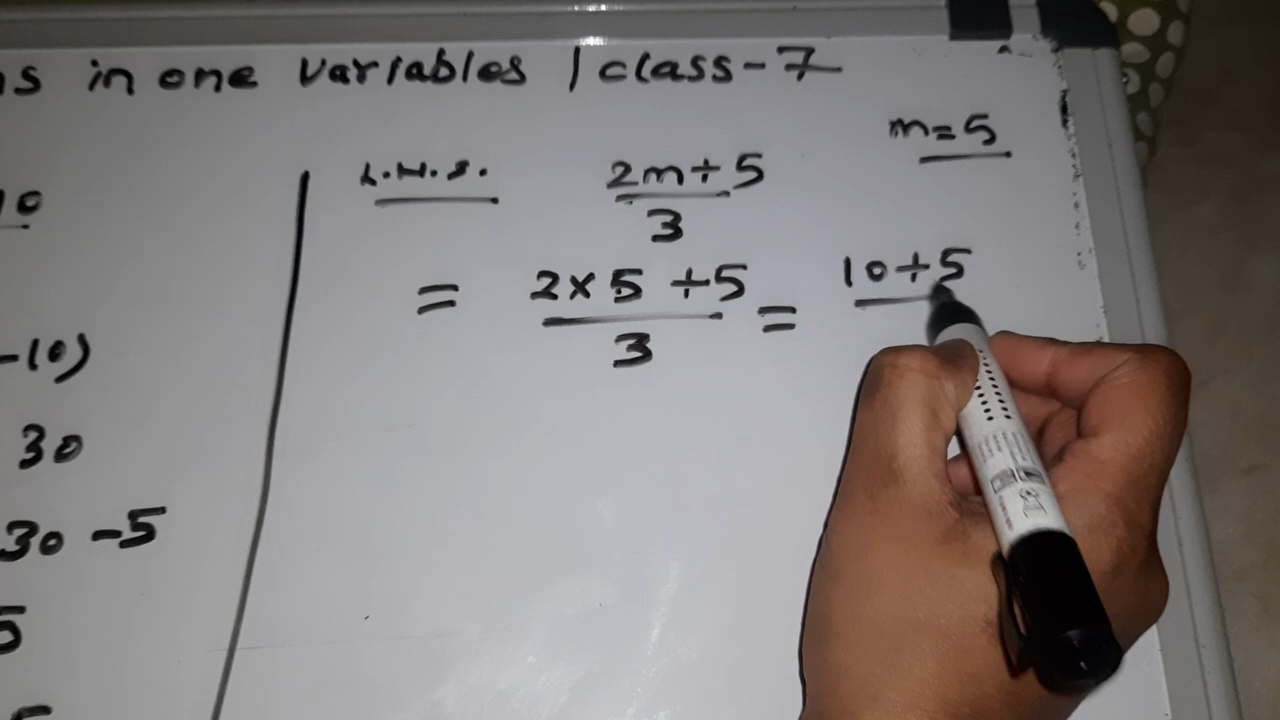 ns in one variables | class-7
10
-10)
30
30 -5
5
m=5
L.H.S. 2m+5
3
= 2×5 +5 = 10+5
3